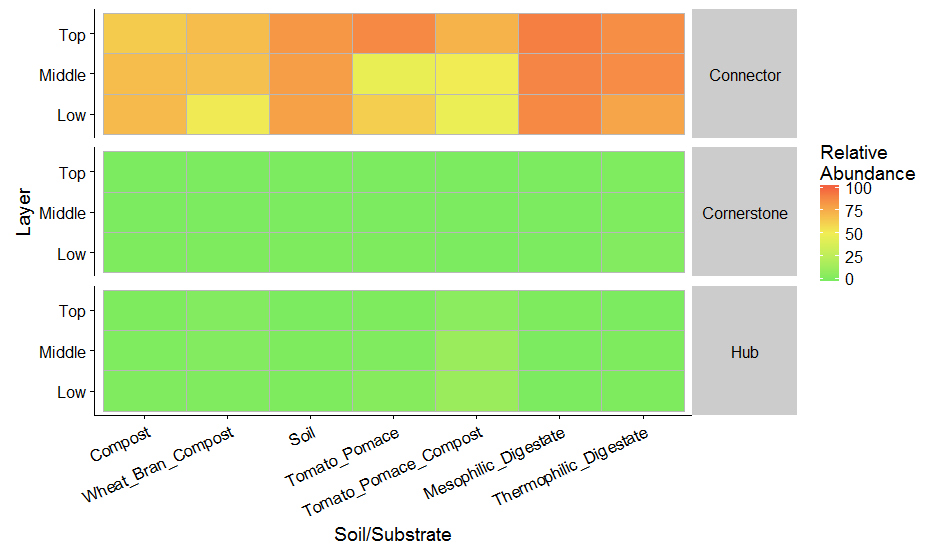 Top
Middle
Low
Connector
Top
Middle
Low
Cornerstone
Top
Middle
Low
Hub
Layer
Compost
Wheat_Bran_Compost
Soil
Tomato_Pomace
Tomato_Pomace_Compost
Mesophilic_Digestate
Thermophilic_Digestate
Soil/Substrate
Relative
Abundance
100
75
50
25
0